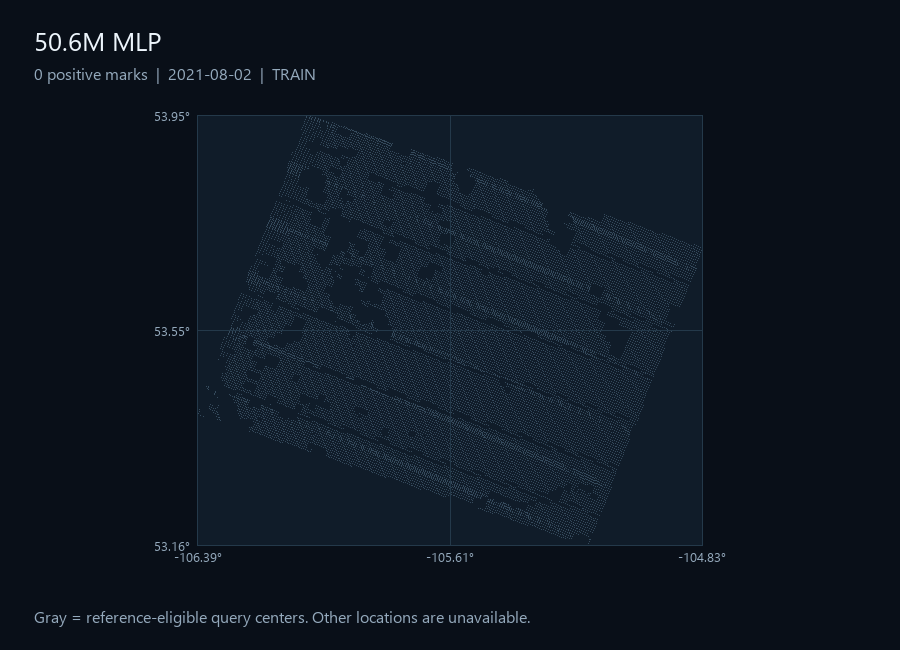 50.6M MLP
0 positive marks | 2021-08-02 | TRAIN
53.95°
53.55°
53.16°
-106.39°
-105.61°
-104.83°
Gray = reference-eligible query centers. Other locations are unavailable.